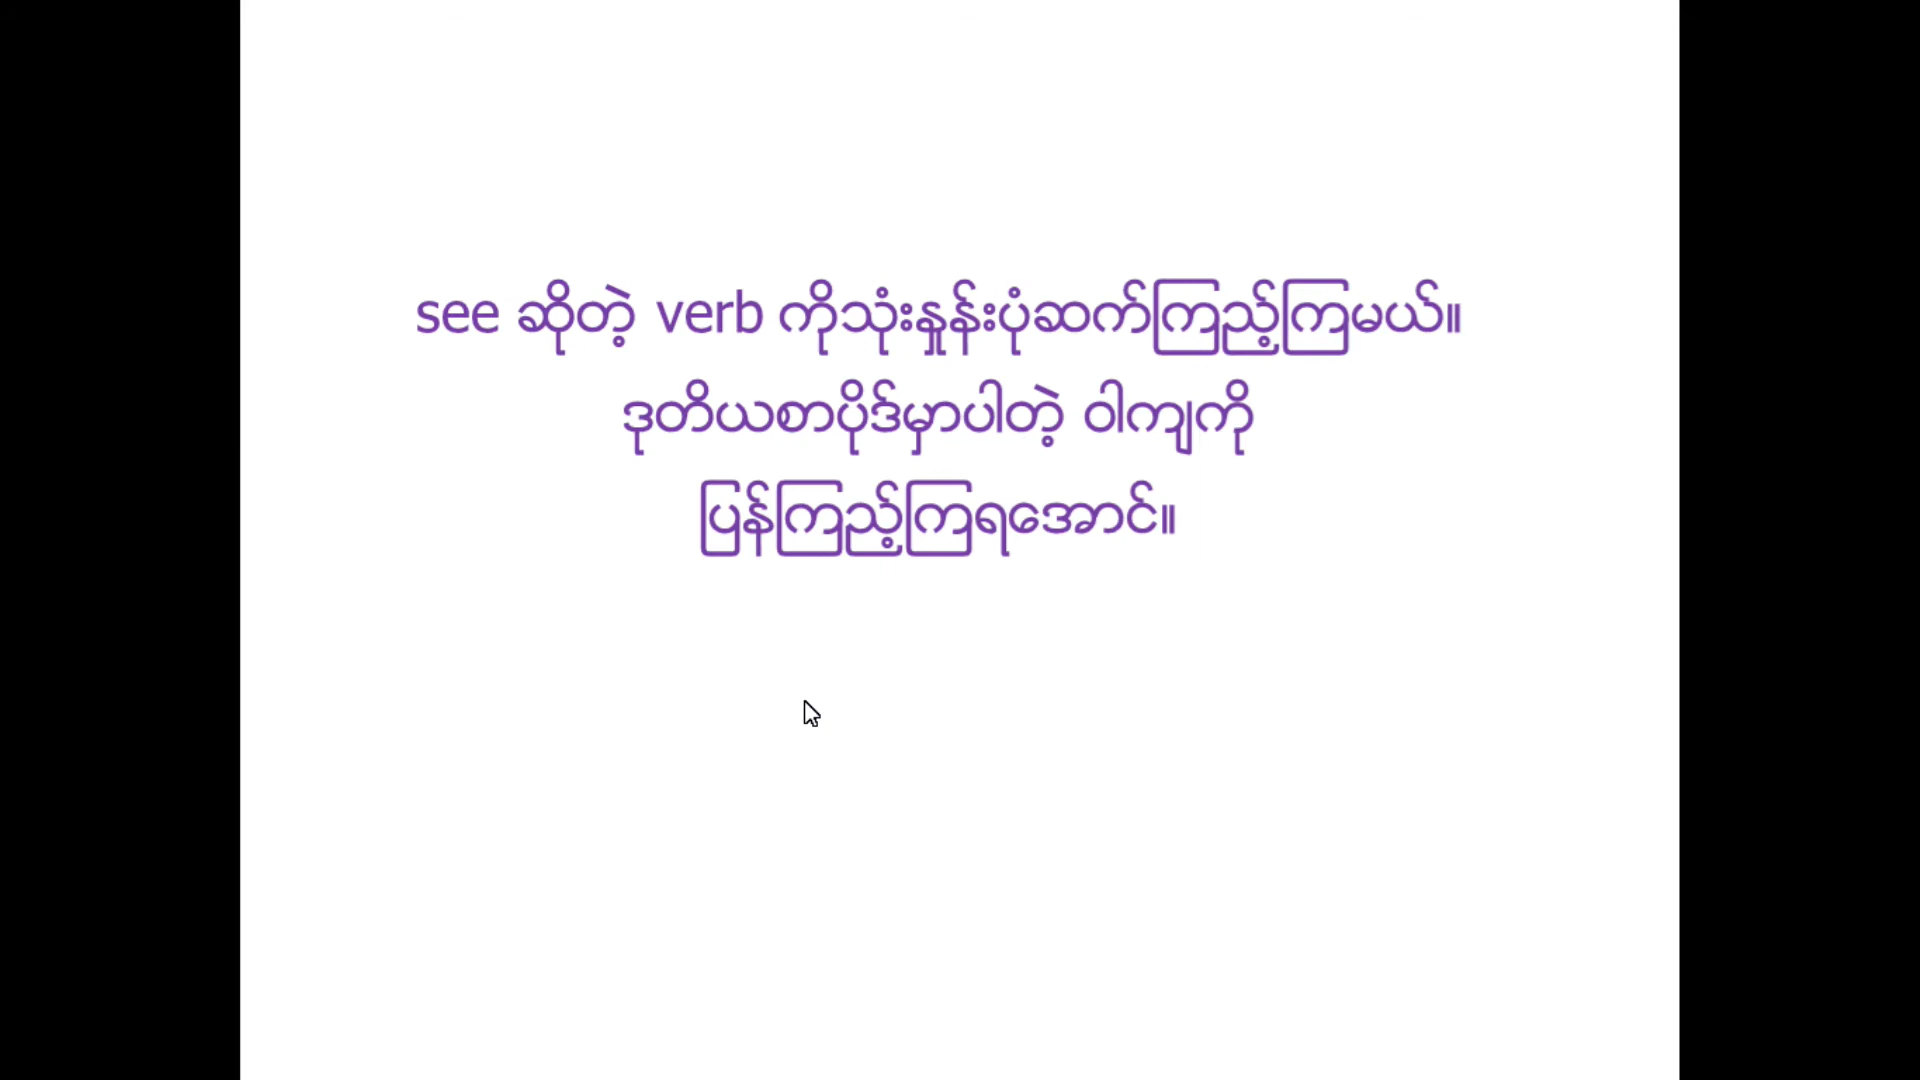 see ဆိုတဲ့ verb ကိုသုံးနှုန်းပုံဆက်ကြည့်ကြမယ်။
ဒုတိယစာပိုဒ်မှာပါတဲ့ ဝါကျကို
ပြန်ကြည့်ကြရအောင်။